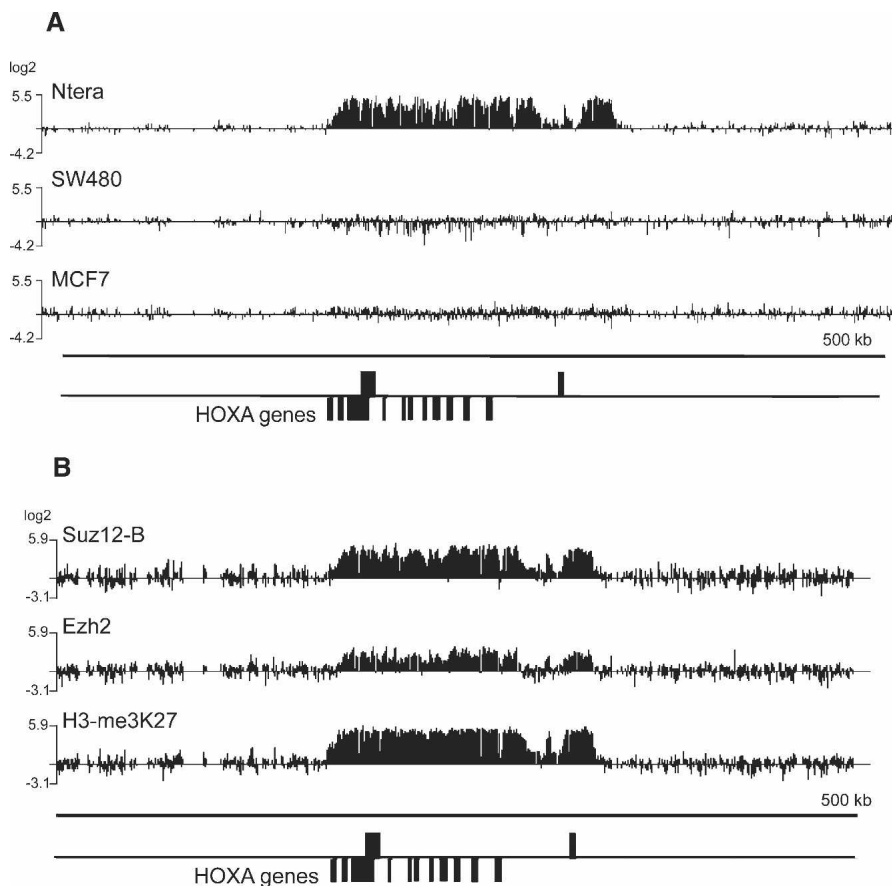 A
log2
Ntera
5.5
-4.2
SW480
5.5
-4.2
MCF7
5.5
-4.2
500 kb
HOXA genes
B
log2
Suz12-B
5.9
-3.1
Ezh2
5.9
-3.1
H3-me3K27
5.9
-3.1
500 kb
HOXA genes